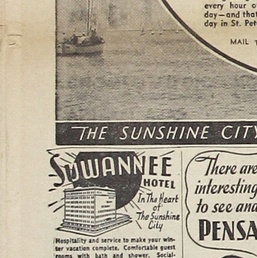 every hour o
day—and tha
day in St. Pet
MAIL
THE SUNSHINE CITY
SUWANNEE
HOTEL
In The Heart
of
The Sunshine
City
Hospitality and service to make your win-
ter vacation complete. Comfortable guest
rooms with bath and shower. Social-
There are
interesting
to see and
PENSA